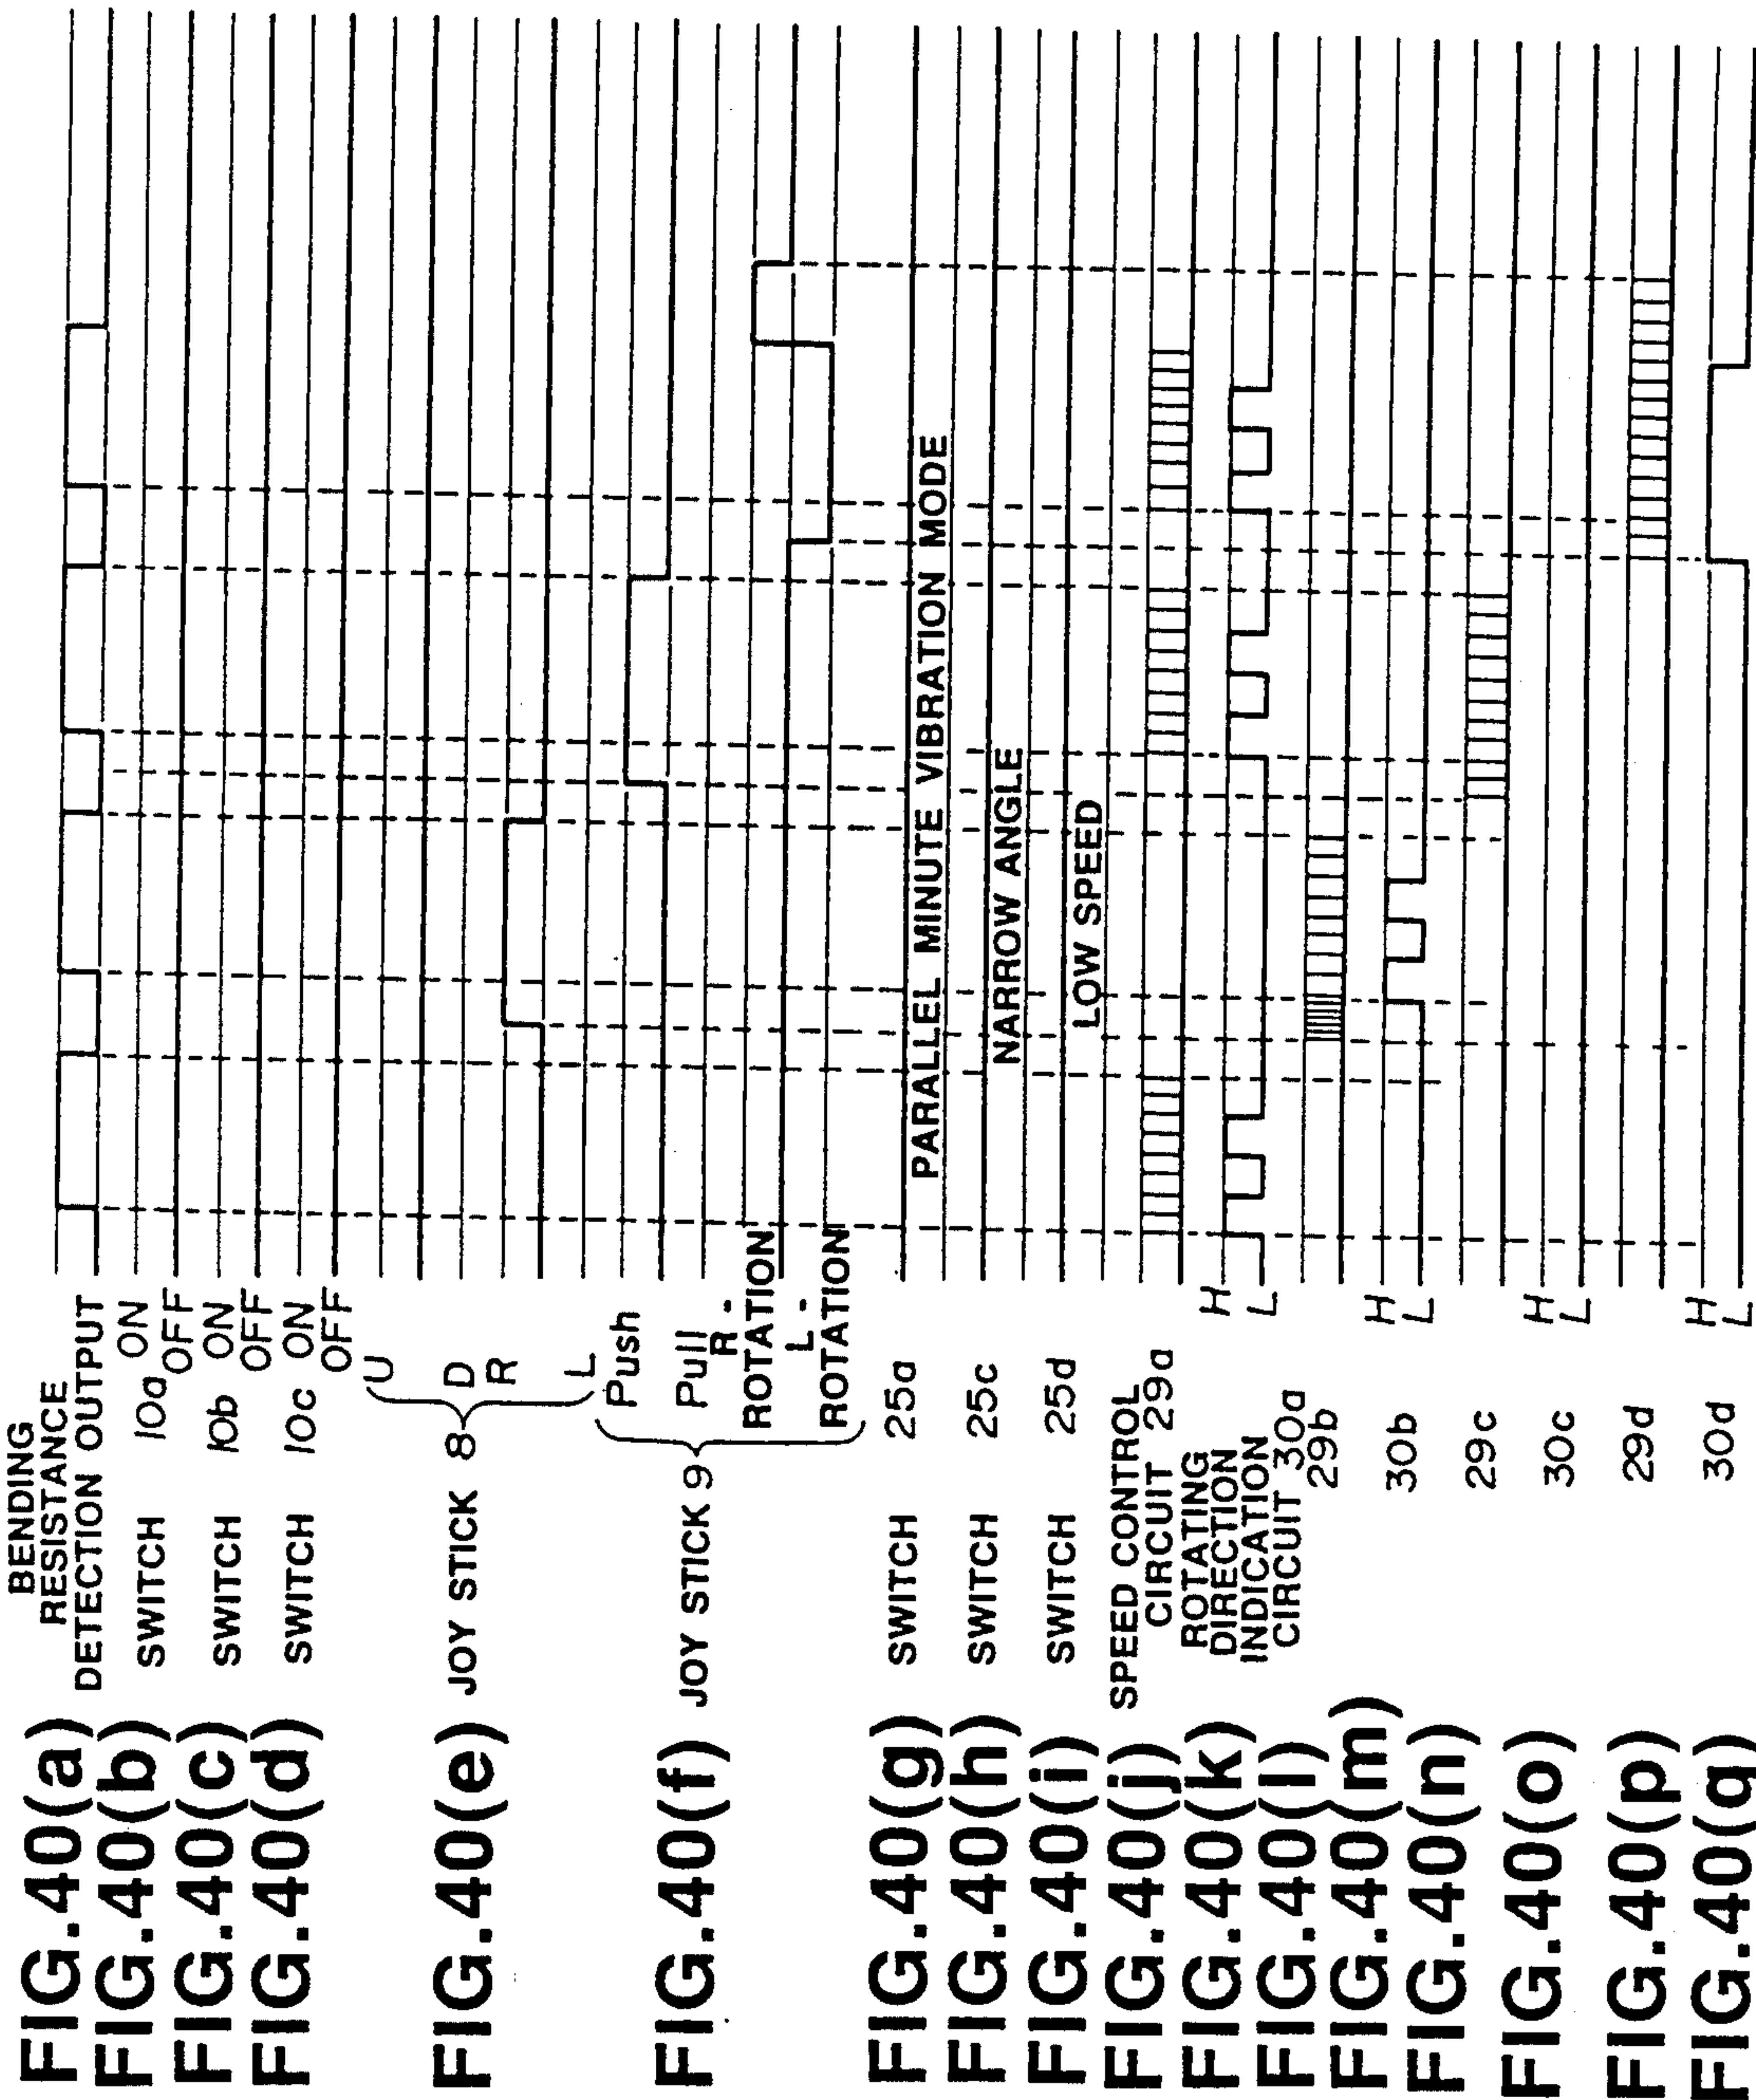 FIG.40(a) BENDING
RESISTANCE
DETECTION OUTPUT
FIG.40(b) SWITCH 10a ON
OFF
FIG.40(c) SWITCH 10b ON
OFF
FIG.40(d) SWITCH 10c ON
OFF
FIG.40(e) JOY STICK 8
U
D
R
L
FIG.40(f) JOY STICK 9
Push
Pull
R-
ROTATION
L-
ROTATION
FIG.40(g) SWITCH 25a PARALLEL MINUTE VIBRATION MODE
FIG.40(h) SWITCH 25c NARROW ANGLE
FIG.40(i) SWITCH 25d LOW SPEED
FIG.40(j) SPEED CONTROL
CIRCUIT 29a
FIG.40(k) ROTATING
DIRECTION
INDICATION
CIRCUIT 30a
H
L
FIG.40(l) 29b
FIG.40(m) 30b
H
L
FIG.40(n) 29c
FIG.40(o) 30c
H
L
FIG.40(p) 29d
FIG.40(q) 30d
H
L